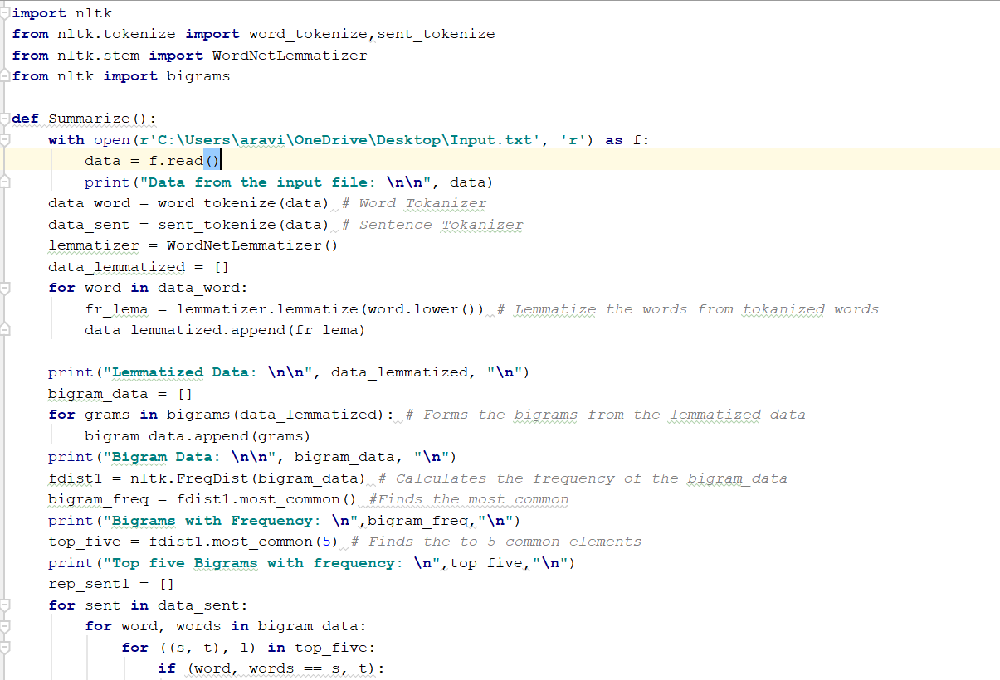 import nltk
from nltk.tokenize import word_tokenize,sent_tokenize
from nltk.stem import WordNetLemmatizer
from nltk import bigrams

def Summarize():
    with open(r'C:\Users\aravi\OneDrive\Desktop\Input.txt', 'r') as f:
        data = f.read()
        print("Data from the input file: \n\n", data)
    data_word = word_tokenize(data) # Word Tokanizer
    data_sent = sent_tokenize(data) # Sentence Tokanizer
    lemmatizer = WordNetLemmatizer()
    data_lemmatized = []
    for word in data_word:
        fr_lema = lemmatizer.lemmatize(word.lower()) # Lemmatize the words from tokanized words
        data_lemmatized.append(fr_lema)

    print("Lemmatized Data: \n\n", data_lemmatized, "\n")
    bigram_data = []
    for grams in bigrams(data_lemmatized): # Forms the bigrams from the lemmatized data
        bigram_data.append(grams)
    print("Bigram Data: \n\n", bigram_data, "\n")
    fdist1 = nltk.FreqDist(bigram_data) # Calculates the frequency of the bigram_data
    bigram_freq = fdist1.most_common() #Finds the most common
    print("Bigrams with Frequency: \n",bigram_freq,"\n")
    top_five = fdist1.most_common(5) # Finds the to 5 common elements
    print("Top five Bigrams with frequency: \n",top_five,"\n")
    rep_sent1 = []
    for sent in data_sent:
        for word, words in bigram_data:
            for ((s, t), l) in top_five:
                if (word, words == s, t):